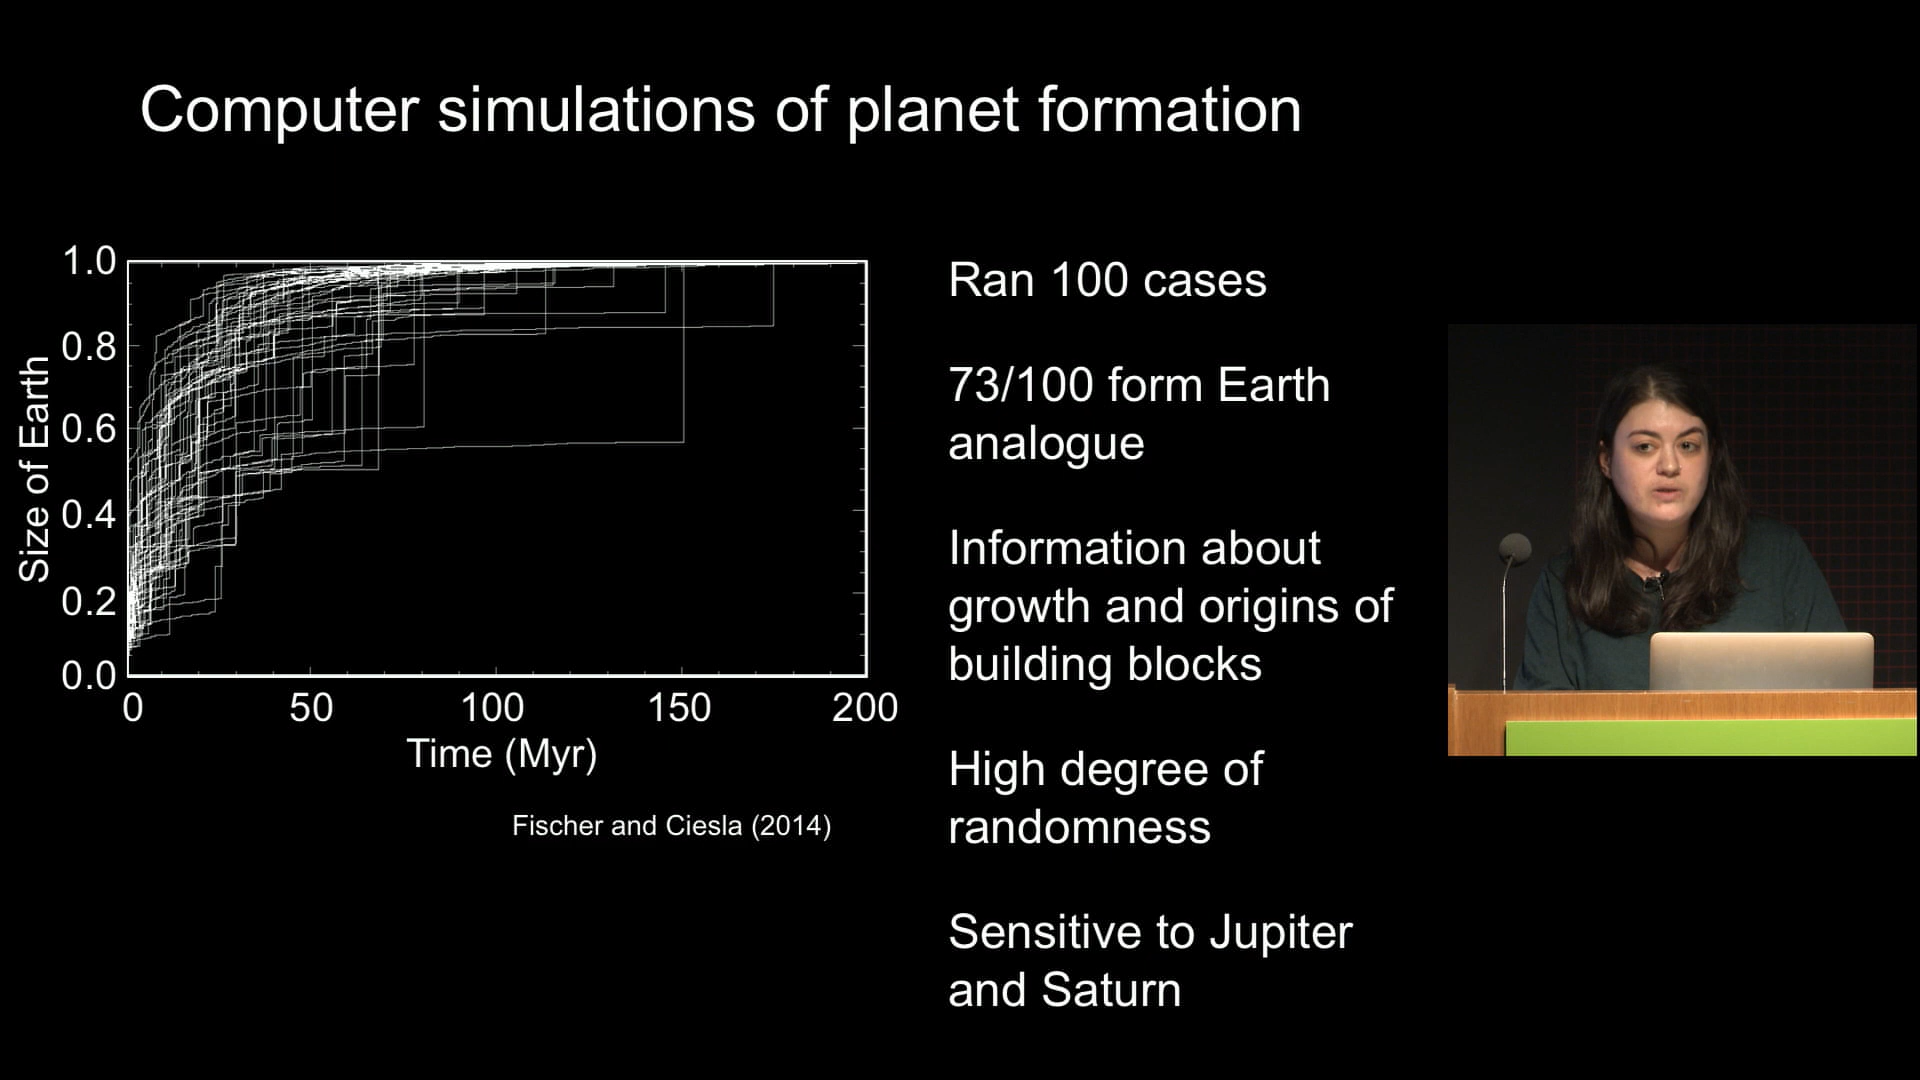 Computer simulations of planet formation
Size of Earth
1.0
0.8
0.6
0.4
0.2
0.0
0 50 100 150 200
Time (Myr)
Fischer and Ciesla (2014)
Ran 100 cases
73/100 form Earth
analogue
Information about
growth and origins of
building blocks
High degree of
randomness
Sensitive to Jupiter
and Saturn